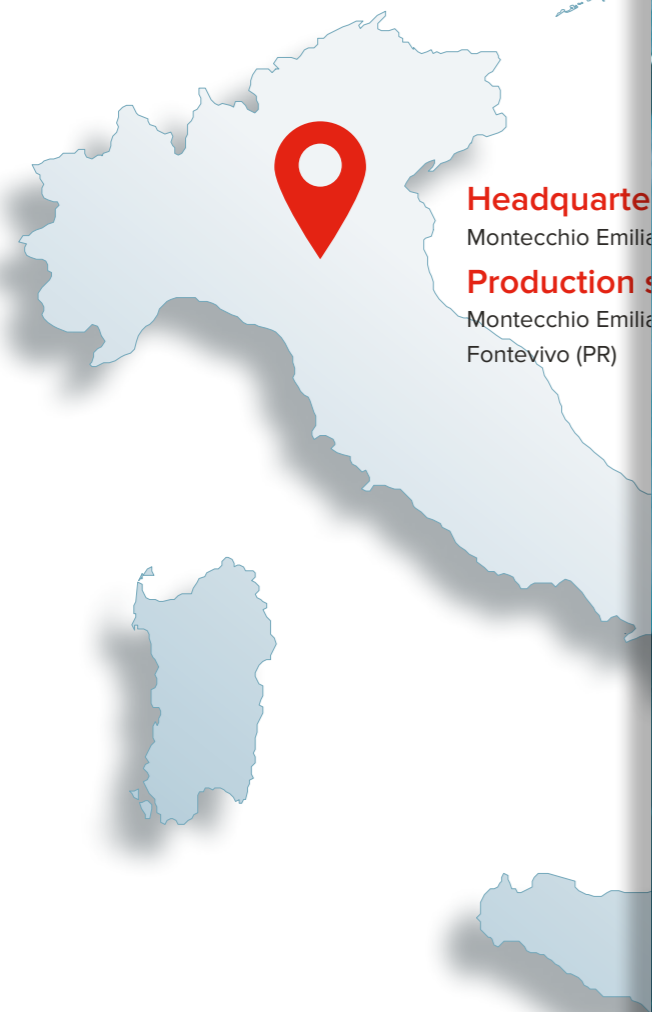 Headquarte
Montecchio Emilia
Production s
Montecchio Emilia
Fontevivo (PR)